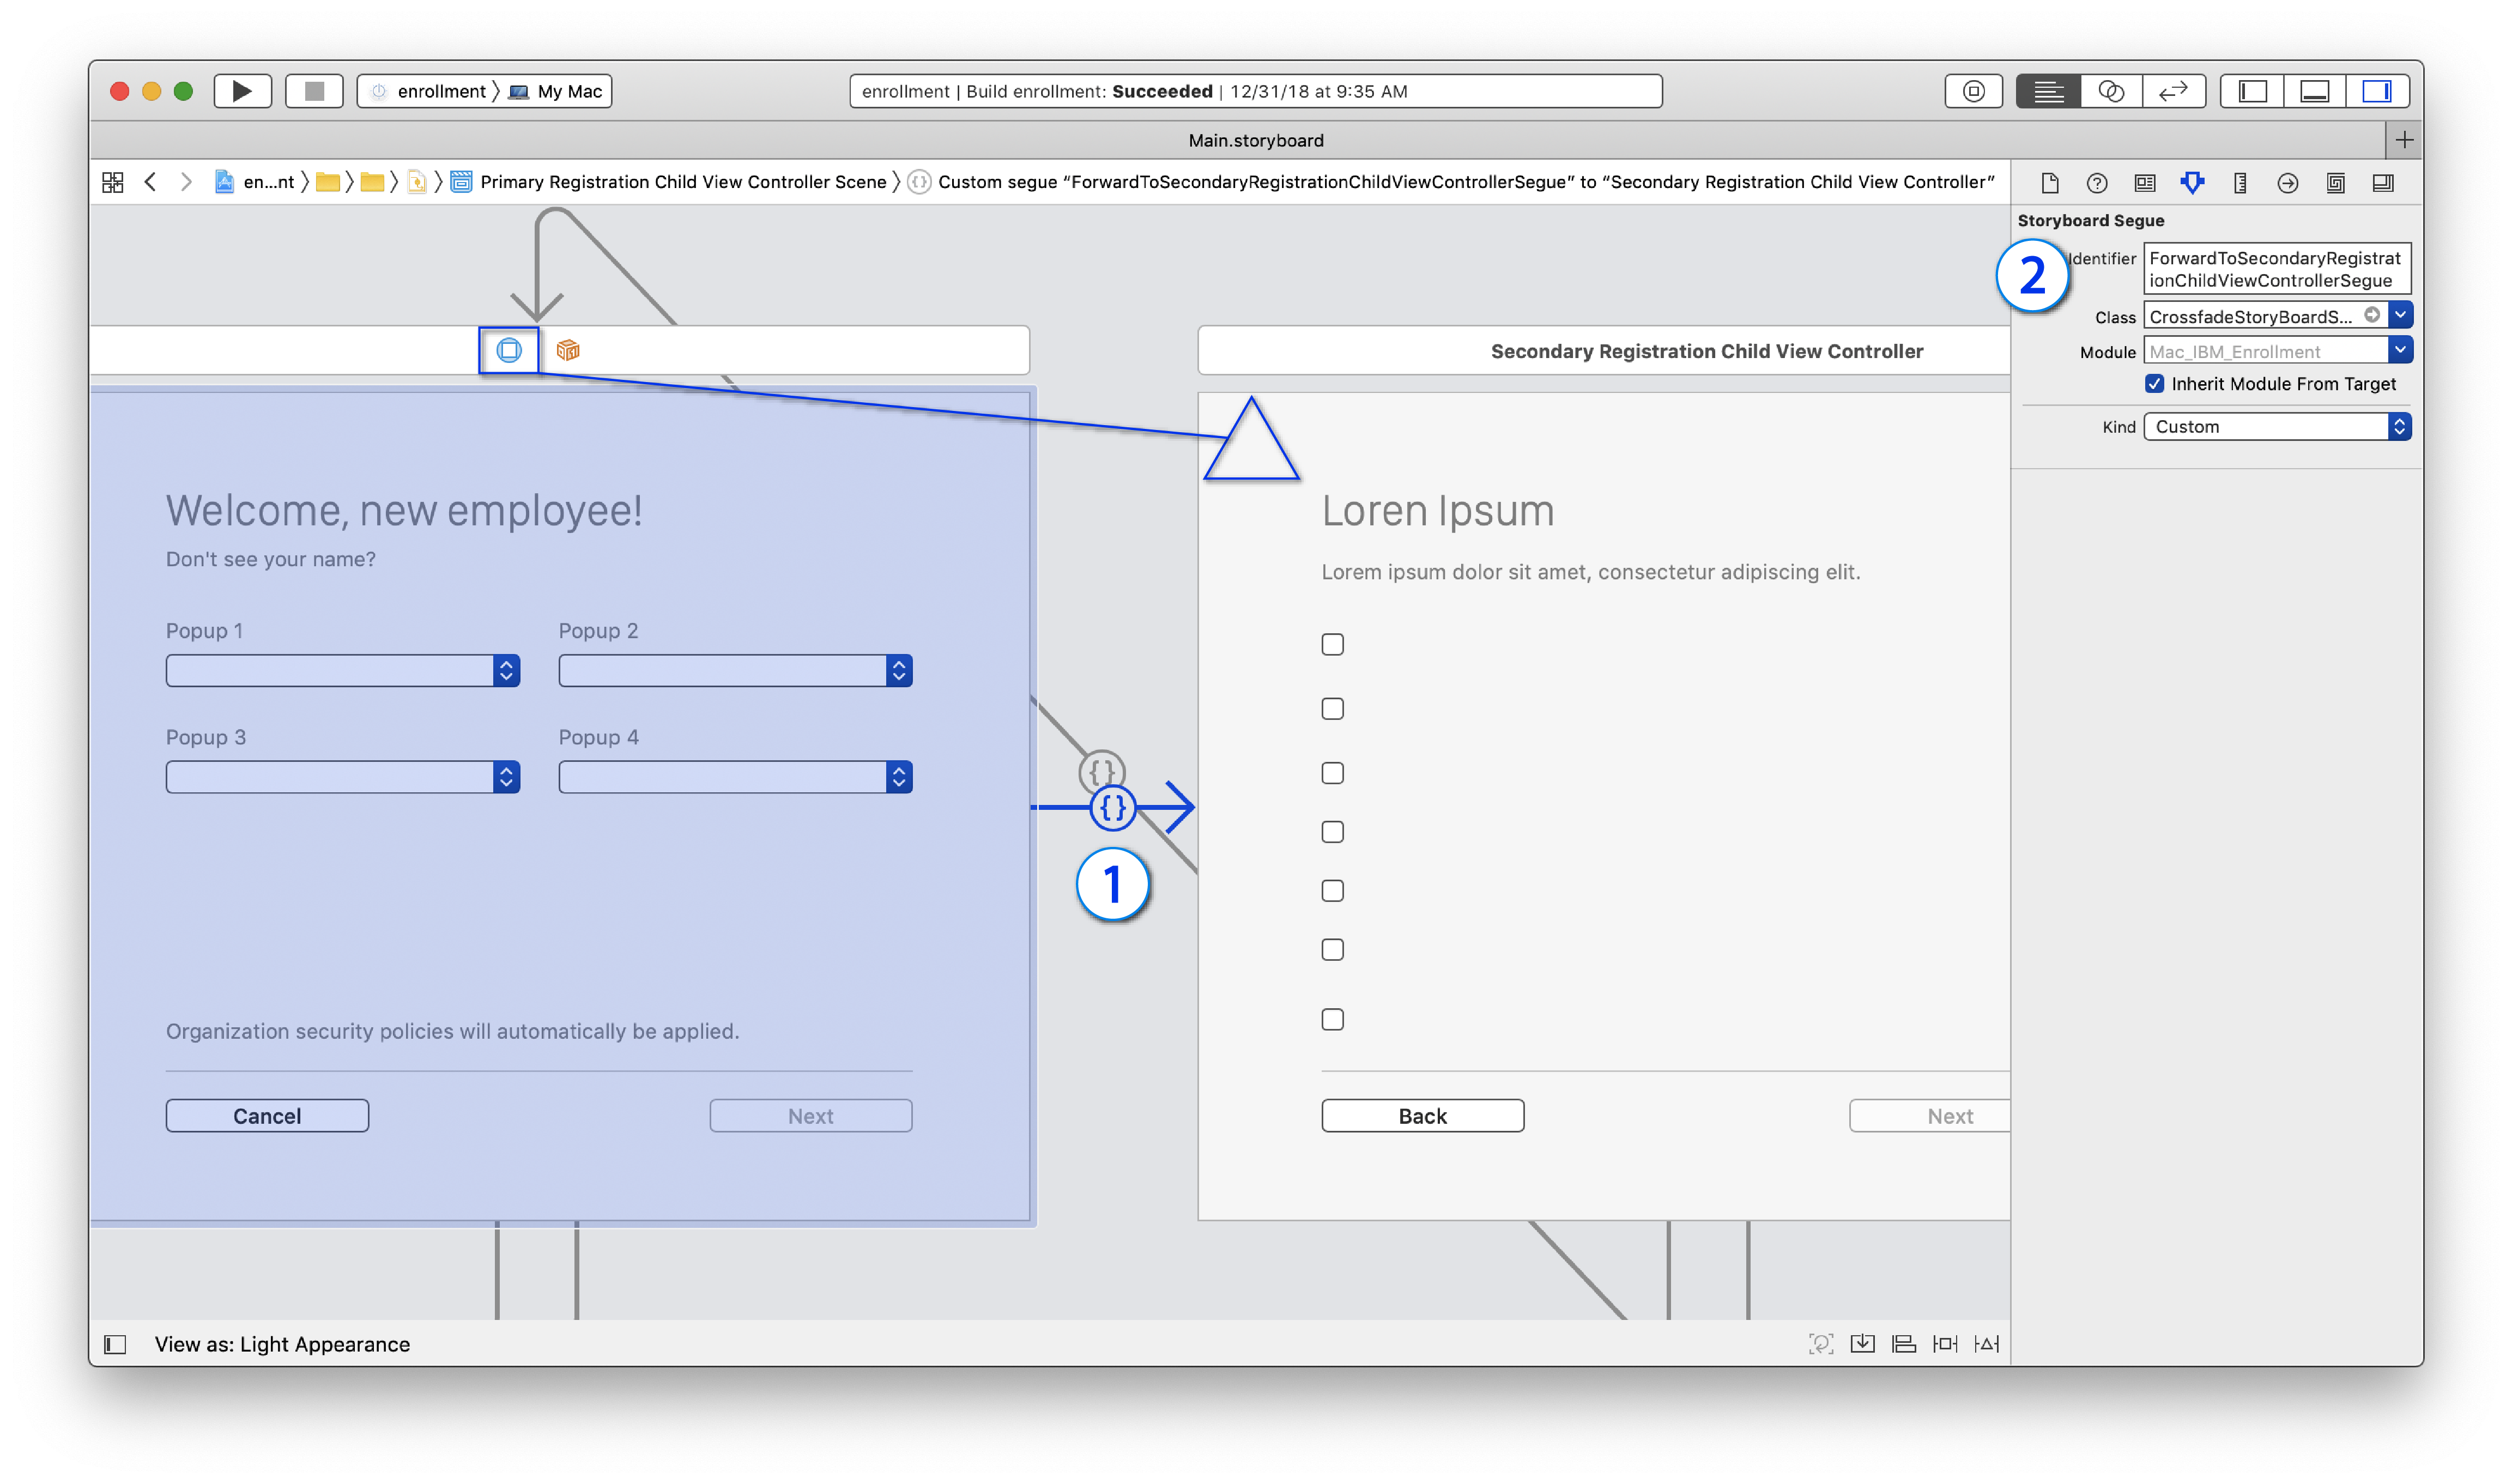 enrollment My Mac
enrollment | Build enrollment: Succeeded | 12/31/18 at 9:35 AM
Main.storyboard
en...nt Primary Registration Child View Controller Scene Custom segue “ForwardToSecondaryRegistrationChildViewControllerSegue” to “Secondary Registration Child View Controller”
Storyboard Segue
2
Identifier ForwardToSecondaryRegistrat
ionChildViewControllerSegue
Class CrossfadeStoryBoardS...
Module Mac_IBM_Enrollment
Inherit Module From Target
Kind Custom
Secondary Registration Child View Controller
Welcome, new employee!
Don't see your name?
Popup 1 Popup 2
Popup 3 Popup 4
Organization security policies will automatically be applied.
Cancel Next
{}
{}
1
Loren Ipsum
Lorem ipsum dolor sit amet, consectetur adipiscing elit.
Back Next
View as: Light Appearance